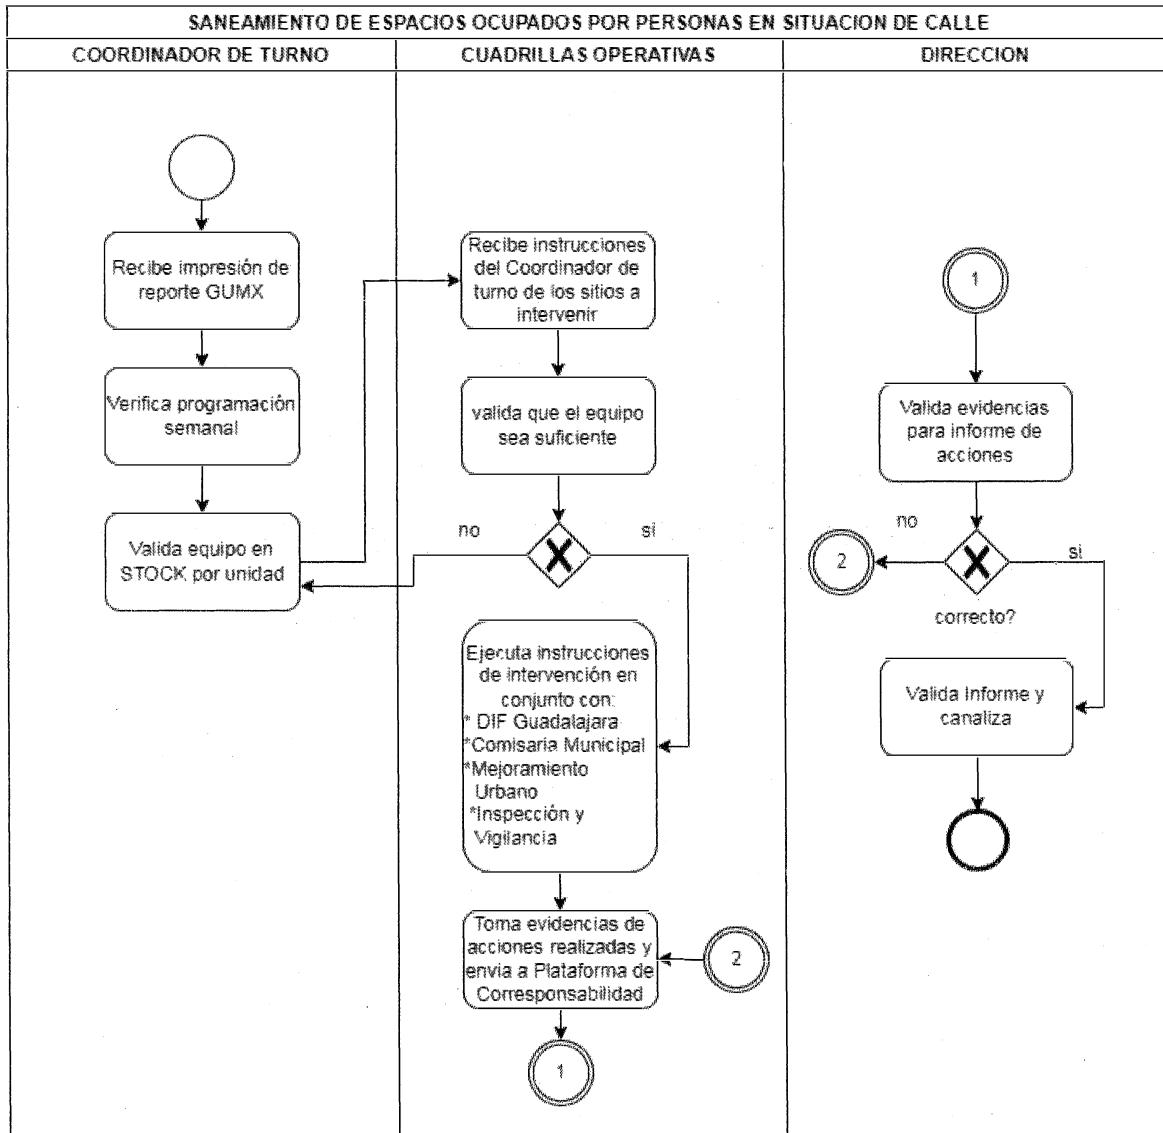 SANEAMIENTO DE ESPACIOS OCUPADOS POR PERSONAS EN SITUACION DE CALLE
COORDINADOR DE TURNO
CUADRILLAS OPERATIVAS
DIRECCION
Recibe impresión de
reporte GUMX
Verifica programación
semanal
Valida equipo en
STOCK por unidad
Recibe instrucciones
del Coordinador de
turno de los sitios a
intervenir
valida que el equipo
sea suficiente
no
si
Ejecuta instrucciones
de intervención en
conjunto con:
* DIF Guadalajara
*Comisaria Municipal
*Mejoramiento
Urbano
*Inspección y
Vigilancia
Toma evidencias de
acciones realizadas y
envia a Plataforma de
Corresponsabilidad
2
1
1
Valida evidencias
para informe de
acciones
no
2
si
correcto?
Valida Informe y
canaliza